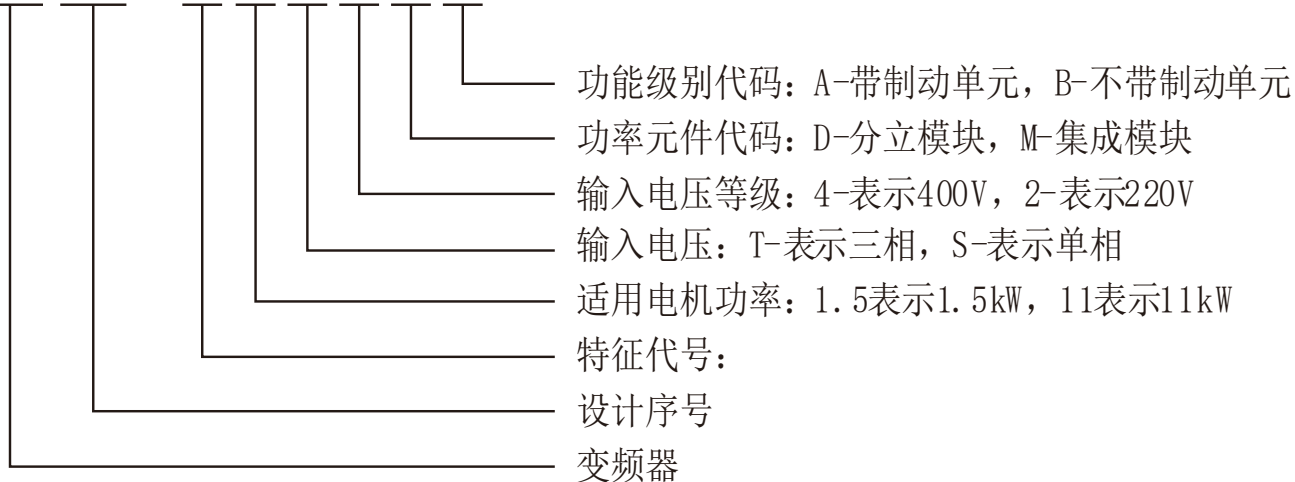 功能级别代码：A-带制动单元，B-不带制动单元
功率元件代码：D-分立模块，M-集成模块
输入电压等级：4-表示400V，2-表示220V
输入电压：T-表示三相，S-表示单相
适用电机功率：1.5表示1.5kW，11表示11kW
特征代号：
设计序号
变频器